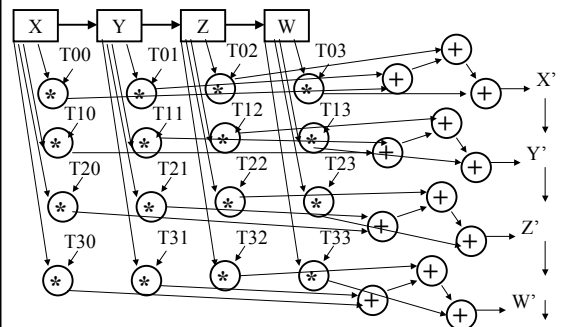 X Y Z W
T00 T01 T02 T03
+
+
* * * * + X’
T10 T11 T12 T13
+
* * * * + + Y’
T20 T21 T22 T23
* * * * +
+ + Z’
T30 T31 T32 T33
* * * * +
+ + W’